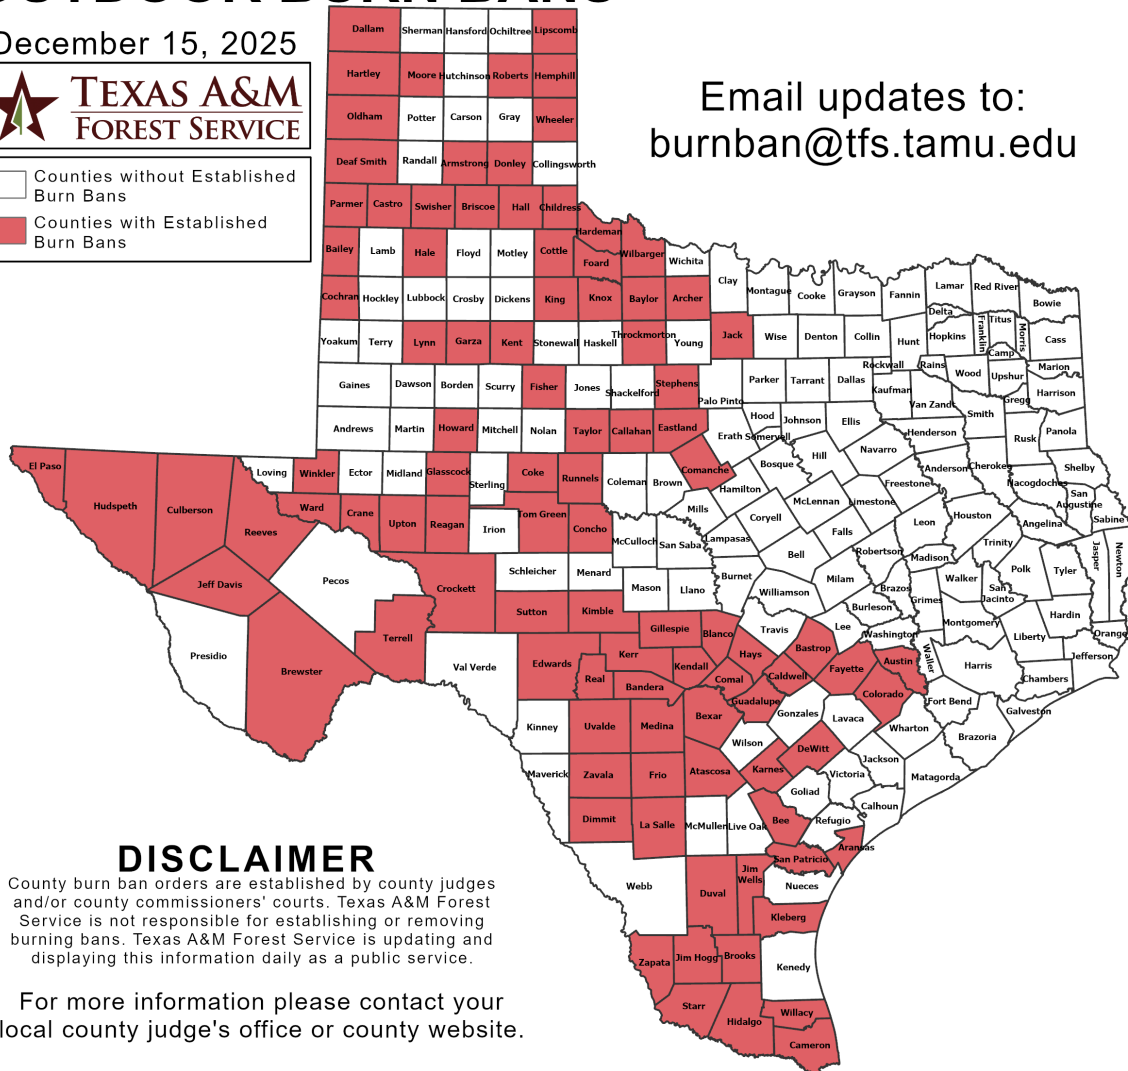 December 15, 2025
TEXAS A&M
FOREST SERVICE
Counties without Established
Burn Bans
Counties with Established
Burn Bans
Email updates to:
burnban@tfs.tamu.edu
Dallam Sherman Hansford Ochiltree Lipscomb
Hartley Moore Hutchinson Roberts Hemphill
Oldham Potter Carson Gray Wheeler
Deaf Smith Randall Armstrong Donley Collingsworth
Parmer Castro Swisher Briscoe Hall Childress
Hardeman
Bailey Lamb Hale Floyd Motley Cottle Foard Wilbarger Wichita
Clay Montague Cooke Grayson Fannin Lamar Red River Bowie
Cochran Hockley Lubbock Crosby Dickens King Knox Baylor Archer
Delta Franklin Titus Morris
Yoakum Terry Lynn Garza Kent Stonewall Haskell Throckmorton Young Jack Wise Denton Collin Hunt Hopkins Camp Cass
Rockwall Rains Wood Upshur Marion
Gaines Dawson Borden Scurry Fisher Jones Shackelford Stephens Palo Pinto Parker Tarrant Dallas Kaufman Van Zandt Gregg Harrison
Andrews Martin Howard Mitchell Nolan Taylor Callahan Eastland Erath Hood Somervell Johnson Ellis Henderson Smith Rusk Panola
El Paso Loving Winkler Ector Midland Glasscock Sterling Coke Runnels Coleman Brown Comanche Bosque Hill Navarro Anderson Cherokee Shelby
Hudspeth Culberson Reeves Ward Crane Upton Reagan Irion Tom Green Concho Mills Hamilton McLennan Limestone Freestone Nacogdoches San Augustine Sabine
McCulloch San Saba Lampasas Coryell Falls Leon Houston Angelina
Jeff Davis Pecos Crockett Schleicher Menard Mason Llano Burnet Bell Robertson Madison Trinity Polk Tyler Jasper Newton
Williamson Milam Brazos Grimes Walker San Jacinto
Terrell Sutton Kimble Gillespie Blanco Travis Lee Burleson Washington Montgomery Liberty Hardin Orange
Presidio Brewster Val Verde Edwards Kerr Kendall Hays Bastrop Fayette Austin Waller Harris Jefferson
Real Bandera Comal Caldwell Colorado Chambers
Kinney Uvalde Medina Bexar Guadalupe Gonzales Lavaca Wharton Fort Bend Galveston
Wilson DeWitt Brazoria
Maverick Zavala Frio Atascosa Karnes Victoria Jackson Matagorda
Goliad Calhoun
Dimmit La Salle McMullen Live Oak Bee Refugio Aransas
San Patricio
Webb Duval Jim Wells Nueces
Kleberg
Zapata Jim Hogg Brooks Kenedy
Starr Hidalgo Willacy
Cameron
DISCLAIMER
County burn ban orders are established by county judges
and/or county commissioners' courts. Texas A&M Forest
Service is not responsible for establishing or removing
burning bans. Texas A&M Forest Service is updating and
displaying this information daily as a public service.
For more information please contact your
local county judge's office or county website.